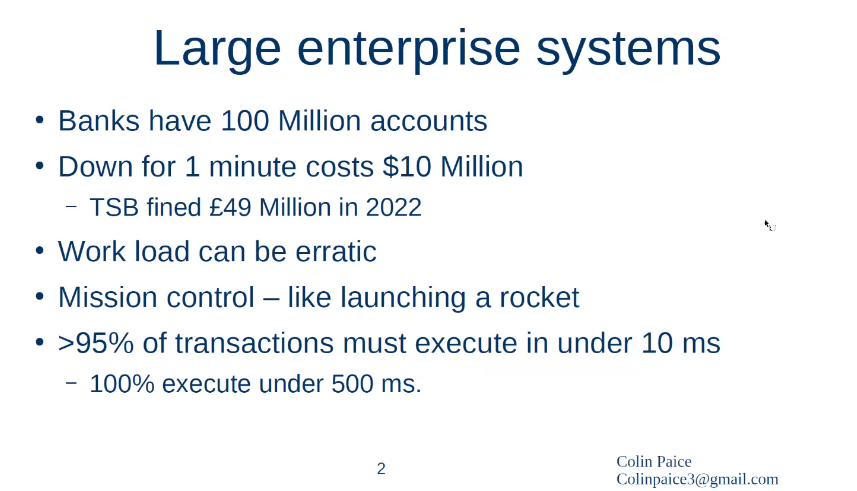 Large enterprise systems
• Banks have 100 Million accounts
• Down for 1 minute costs $10 Million
– TSB fined £49 Million in 2022
• Work load can be erratic
• Mission control – like launching a rocket
• >95% of transactions must execute in under 10 ms
– 100% execute under 500 ms.
2
Colin Paice
Colinpaice3@gmail.com